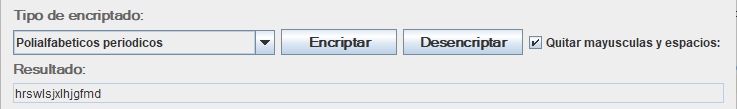 Tipo de encriptado:
Polialfabeticos periodicos Encriptar Desencriptar Quitar mayusculas y espacios:
Resultado:
hrswlsjxlhjgfmd